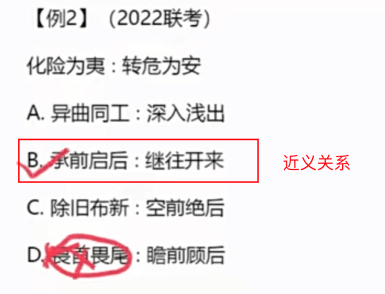 【例2】（2022联考）
化险为夷 : 转危为安
A. 异曲同工 : 深入浅出
B. 承前启后 : 继往开来
近义关系
C. 除旧布新 : 空前绝后
D. 畏首畏尾 : 瞻前顾后